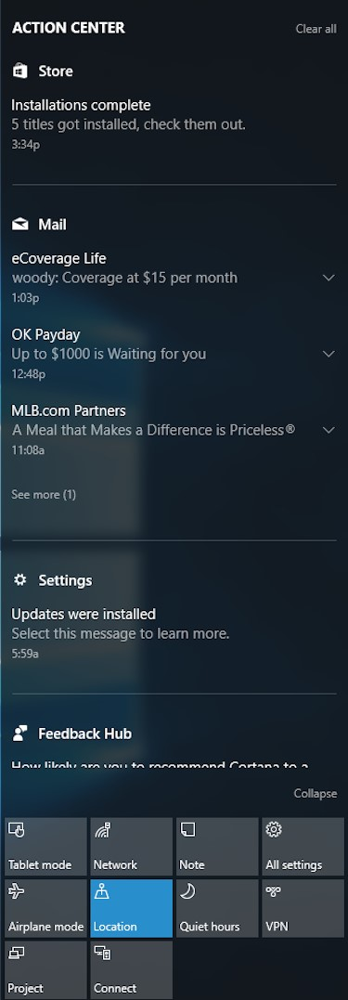 ACTION CENTER Clear all
Store
Installations complete
5 titles got installed, check them out.
3:34p
Mail
eCoverage Life
woody: Coverage at $15 per month
1:03p
OK Payday
Up to $1000 is Waiting for you
12:48p
MLB.com Partners
A Meal that Makes a Difference is Priceless®
11:08a
See more (1)
Settings
Updates were installed
Select this message to learn more.
5:59a
Feedback Hub
How likely are you to recommend Cortana to a
Collapse
Tablet mode Network Note All settings
Airplane mode Location Quiet hours VPN
Project Connect